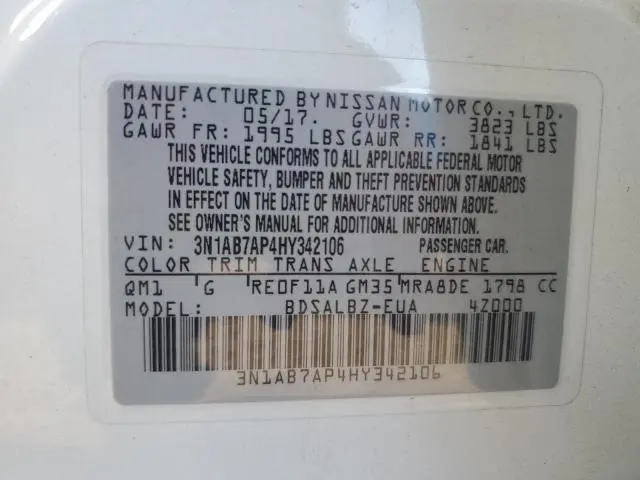 MANUFACTURED BY NISSAN MOTOR CO., LTD.
DATE: 05/17. GVWR: 3823 LBS
GAWR FR: 1995 LBS GAWR RR: 1841 LBS
THIS VEHICLE CONFORMS TO ALL APPLICABLE FEDERAL MOTOR
VEHICLE SAFETY, BUMPER AND THEFT PREVENTION STANDARDS
IN EFFECT ON THE DATE OF MANUFACTURE SHOWN ABOVE.
SEE OWNER'S MANUAL FOR ADDITIONAL INFORMATION.
VIN: 3N1AB7AP4HY342106 PASSENGER CAR.
COLOR TRIM TRANS AXLE ENGINE
QM1 G RE0F11A GM35 MRA8DE 1798 CC
MODEL: BDSALBZ-EUA 4Z000
3N1AB7AP4HY342106